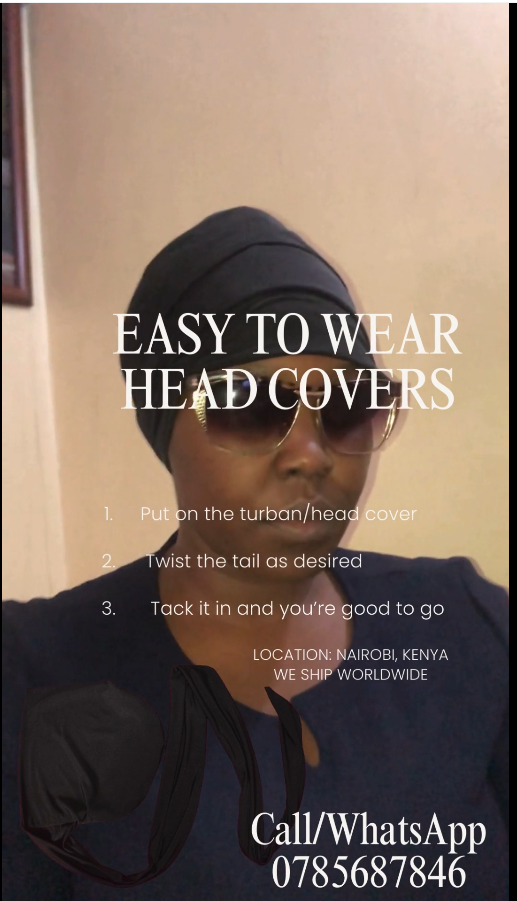 EASY TO WEAR
HEAD COVERS
1. Put on the turban/head cover
2. Twist the tail as desired
3. Tack it in and you're good to go
LOCATION: NAIROBI, KENYA
WE SHIP WORLDWIDE
Call/WhatsApp
0785687846